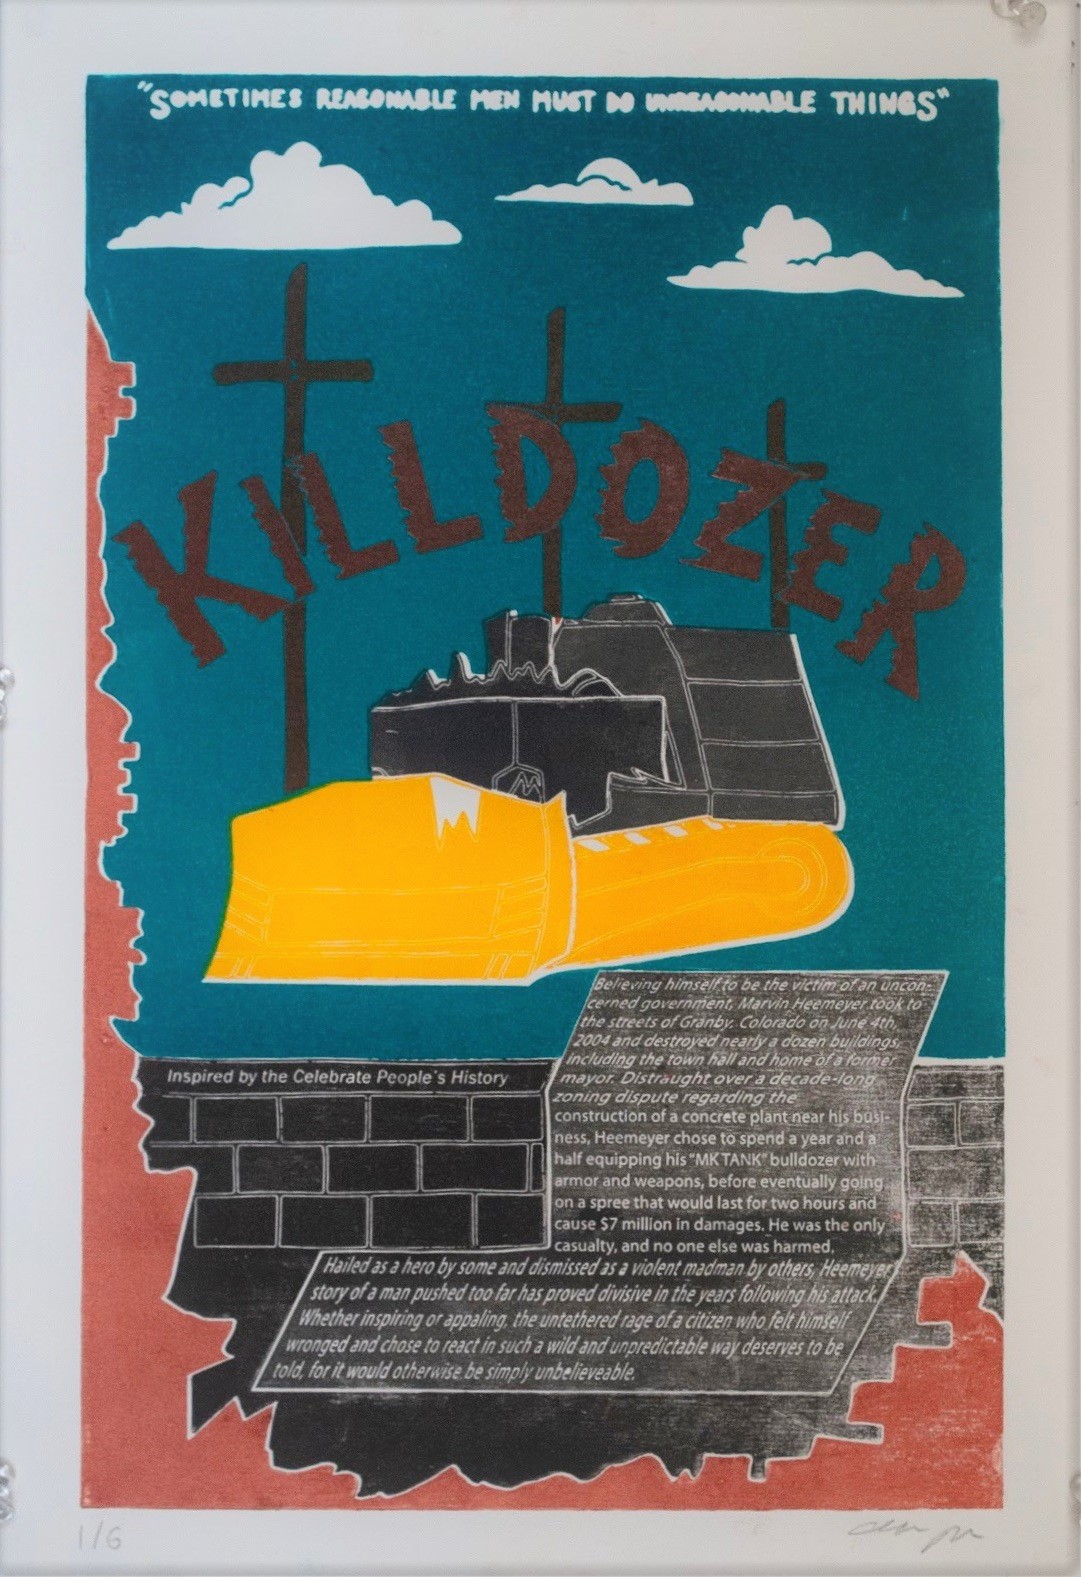 "SOMETIMES REASONABLE MEN MUST DO UNREASONABLE THINGS"
KILLDOZER
Believing himself to be the victim of an uncon-
cerned government, Marvin Heemeyer took to
the streets of Granby, Colorado on June 4th,
2004 and destroyed nearly a dozen buildings,
including the town hall and home of a former
mayor. Distraught over a decade-long
zoning dispute regarding the
construction of a concrete plant near his busi-
ness, Heemeyer chose to spend a year and a
half equipping his "MK TANK" bulldozer with
armor and weapons, before eventually going
on a spree that would last for two hours and
cause $7 million in damages. He was the only
casualty, and no one else was harmed.
Inspired by the Celebrate People's History
Hailed as a hero by some and dismissed as a violent madman by others, Heemeyer
story of a man pushed too far has proved divisive in the years following his attack.
Whether inspiring or appaling, the untethered rage of a citizen who felt himself
wronged and chose to react in such a wild and unpredictable way deserves to be
told, for it would otherwise be simply unbelieveable.
1/6